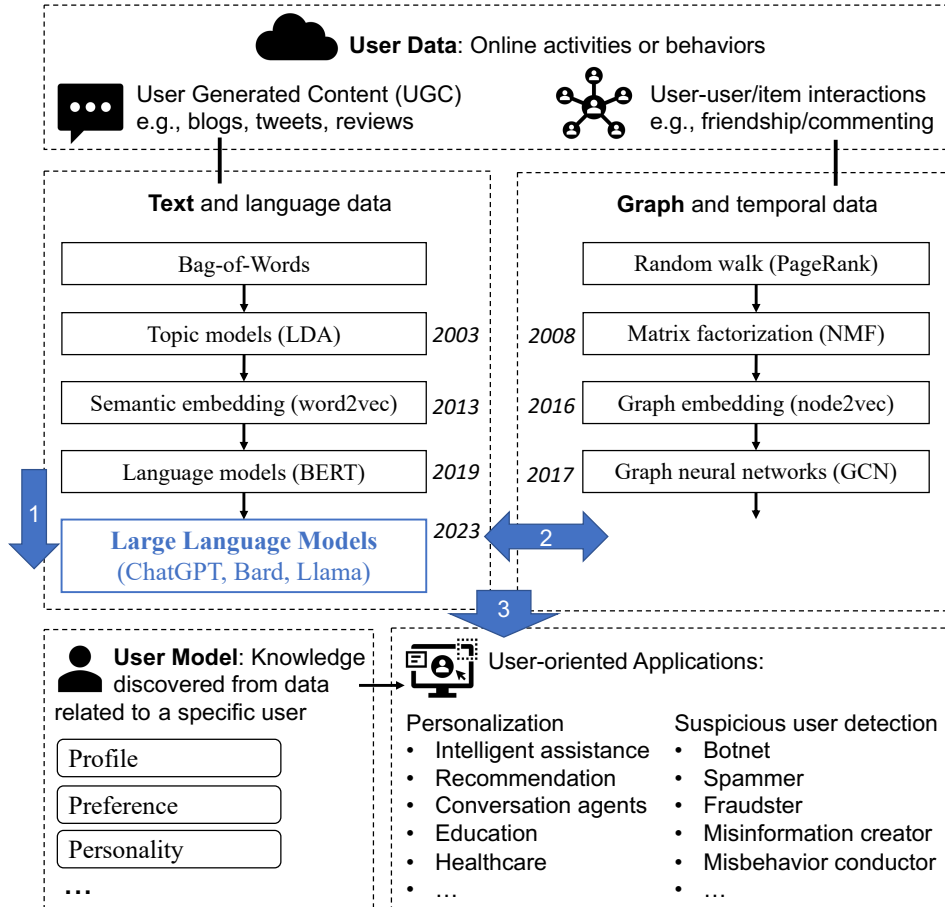 User Data: Online activities or behaviors
User Generated Content (UGC)
e.g., blogs, tweets, reviews
User-user/item interactions
e.g., friendship/commenting
Text and language data
Bag-of-Words
Topic models (LDA)
2003
Semantic embedding (word2vec)
2013
Language models (BERT)
2019
1
Large Language Models
(ChatGPT, Bard, Llama)
2023
2
Graph and temporal data
Random walk (PageRank)
2008
Matrix factorization (NMF)
2016
Graph embedding (node2vec)
2017
Graph neural networks (GCN)
3
User Model: Knowledge
discovered from data
related to a specific user
Profile
Preference
Personality
...
User-oriented Applications:
Personalization
• Intelligent assistance
• Recommendation
• Conversation agents
• Education
• Healthcare
• ...
Suspicious user detection
• Botnet
• Spammer
• Fraudster
• Misinformation creator
• Misbehavior conductor
• ...